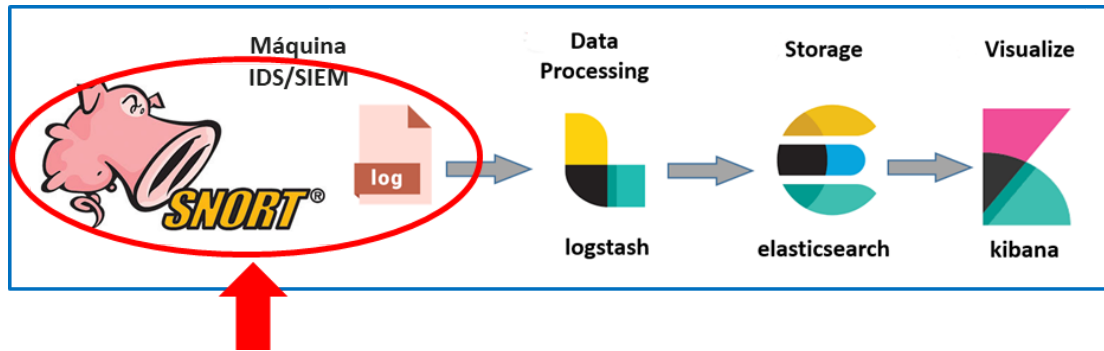 Máquina
IDS/SIEM
Data
Processing
Storage
Visualize
log
SNORT®
logstash
elasticsearch
kibana